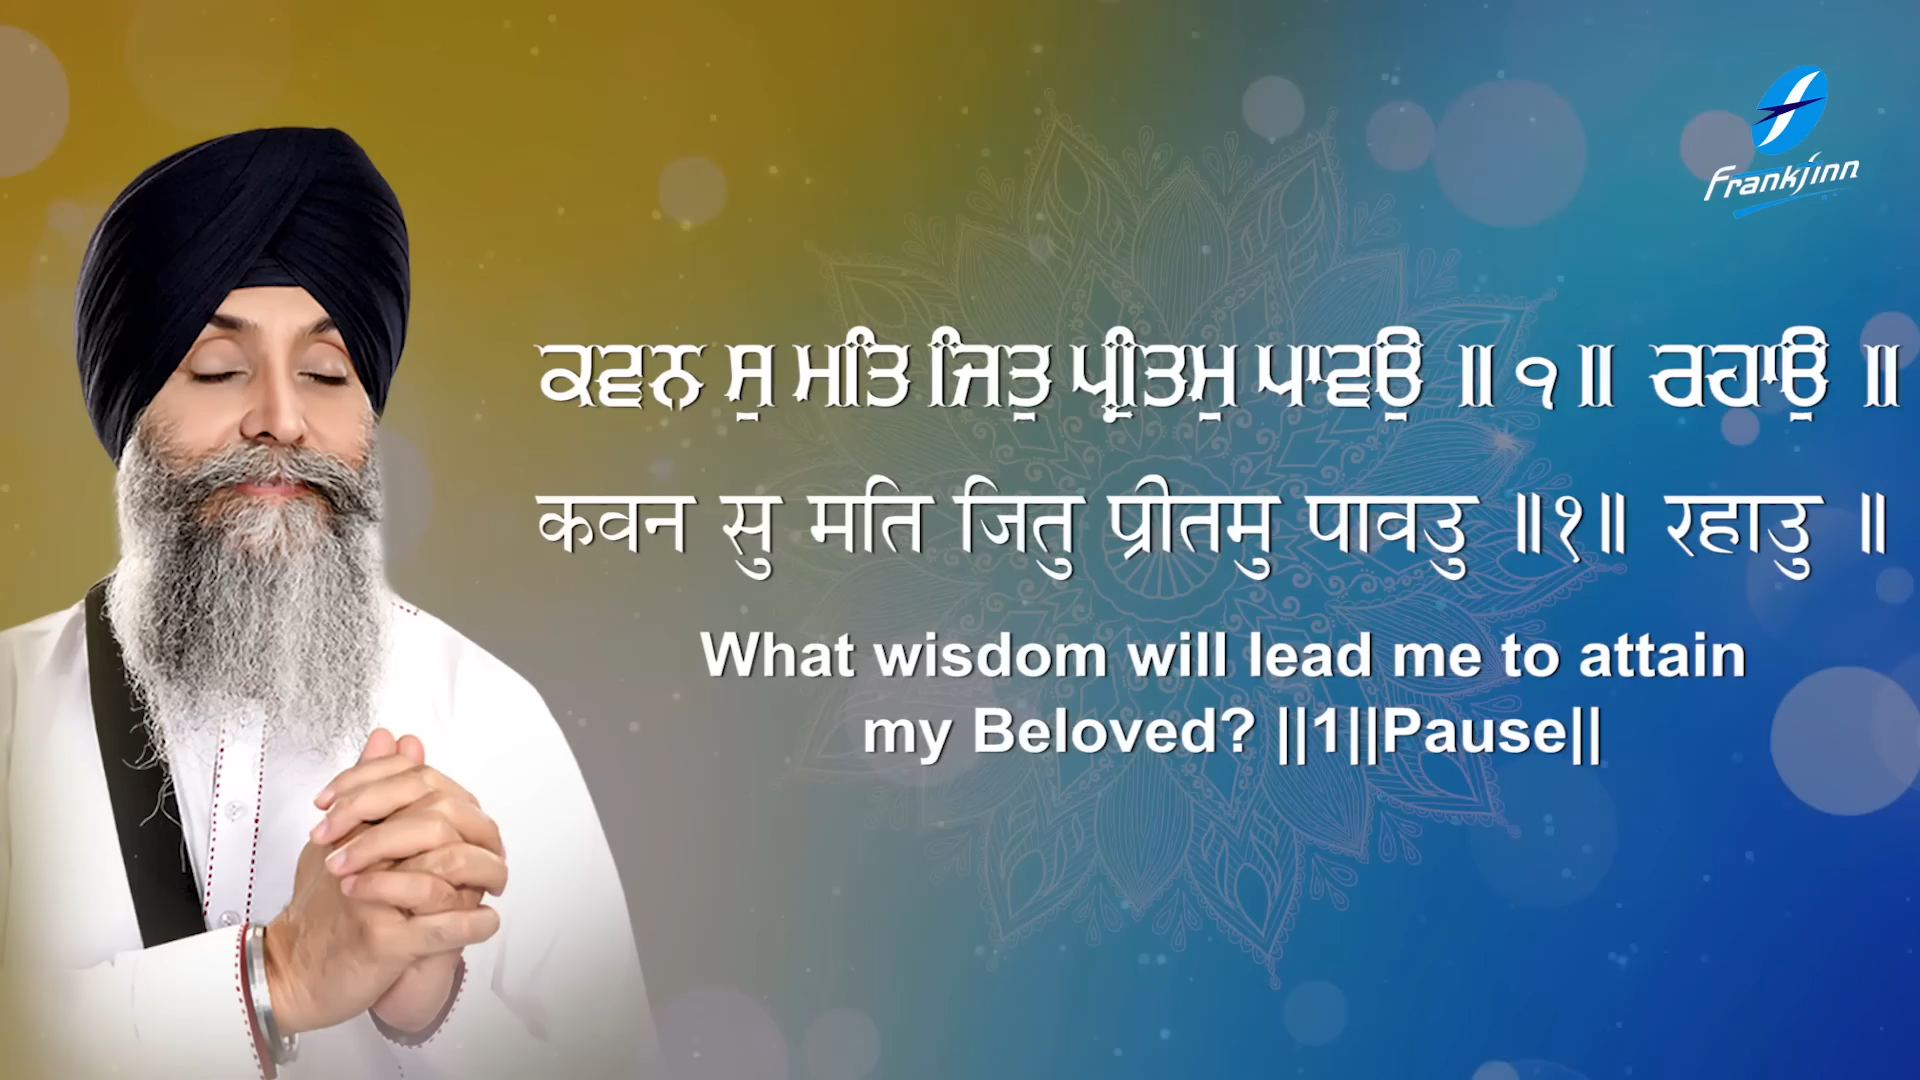 Frankfinn
ਕਵਨ ਸੁ ਮਤਿ ਜਿਤੁ ਪ੍ਰੀਤਮੁ ਪਾਵਉ ॥੧॥ ਰਹਾਉ ॥
कवन सु मति जितु प्रीतमु पावउ ॥१॥ रहाउ ॥
What wisdom will lead me to attain
my Beloved? ||1||Pause||